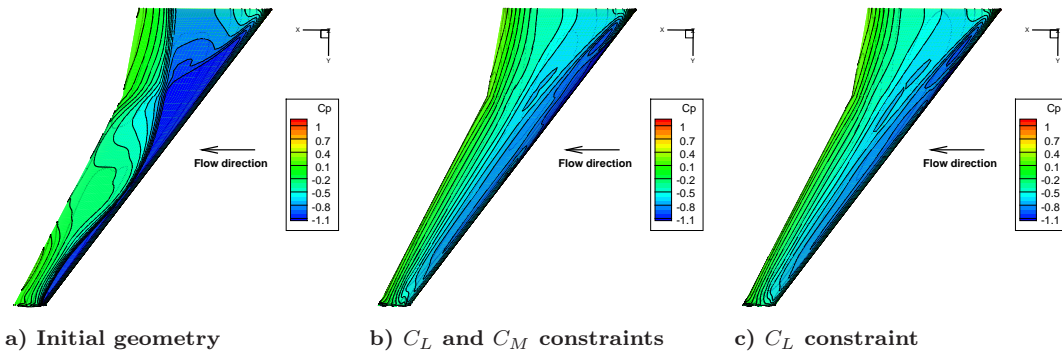 X
Y
Cp
1
0.7
0.4
0.1
-0.2
-0.5
-0.8
-1.1
Flow direction
a) Initial geometry
X
Y
Cp
1
0.7
0.4
0.1
-0.2
-0.5
-0.8
-1.1
Flow direction
b) C_L and C_M constraints
X
Y
Cp
1
0.7
0.4
0.1
-0.2
-0.5
-0.8
-1.1
Flow direction
c) C_L constraint